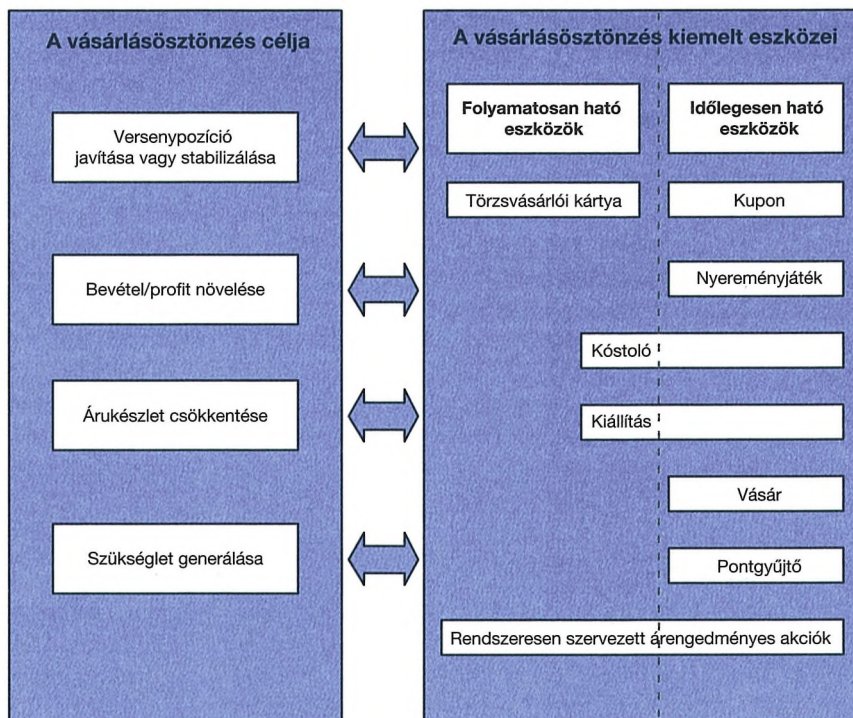 A vásárlásösztönzés célja
Versenypozíció
javítása vagy stabilizálása
Bevétel/profit növelése
Árukészlet csökkentése
Szükséglet generálása
A vásárlásösztönzés kiemelt eszközei
Folyamatosan ható
eszközök
Időlegesen ható
eszközök
Törzsvásárlói kártya
Kupon
Nyereményjáték
Kóstoló
Kiállítás
Vásár
Pontgyűjtő
Rendszeresen szervezett árengedményes akciók